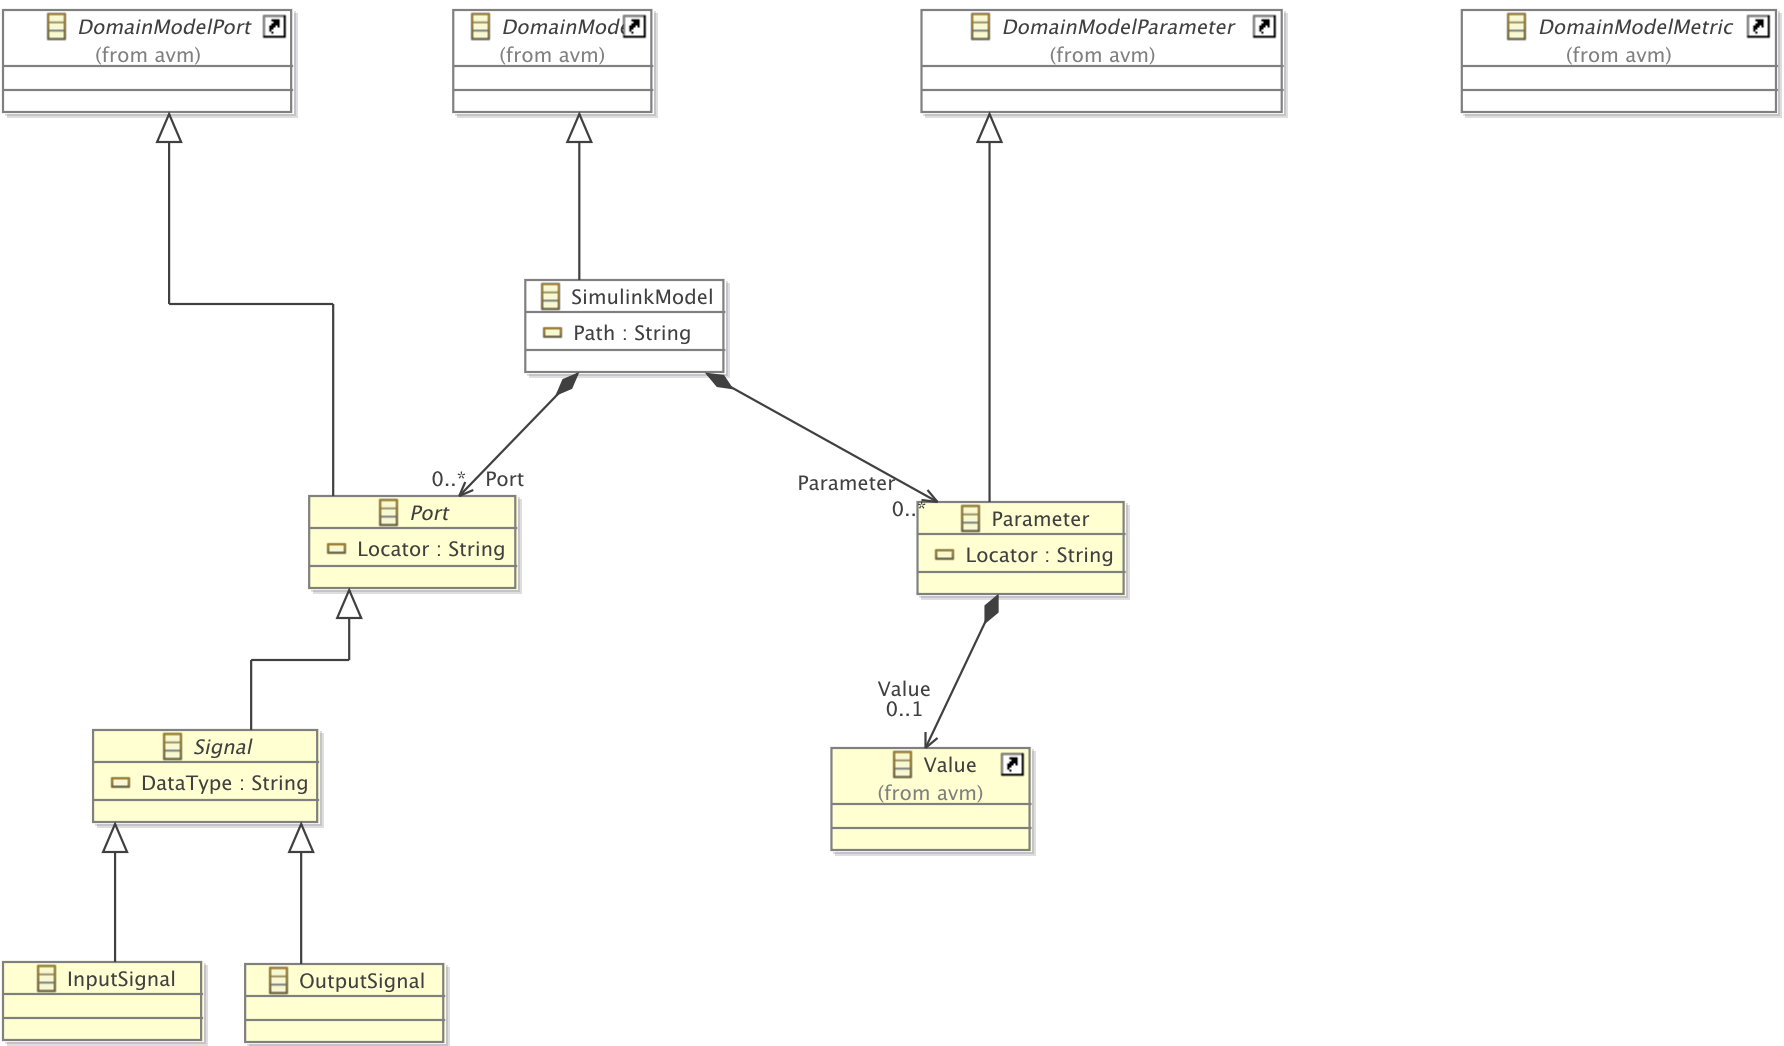 DomainModelPort
(from avm)
DomainMode
(from avm)
DomainModelParameter
(from avm)
DomainModelMetric
(from avm)
SimulinkModel
Path : String
0..* Port
Parameter
0..*
Port
Locator : String
Parameter
Locator : String
Value
0..1
Signal
DataType : String
Value
(from avm)
InputSignal
OutputSignal